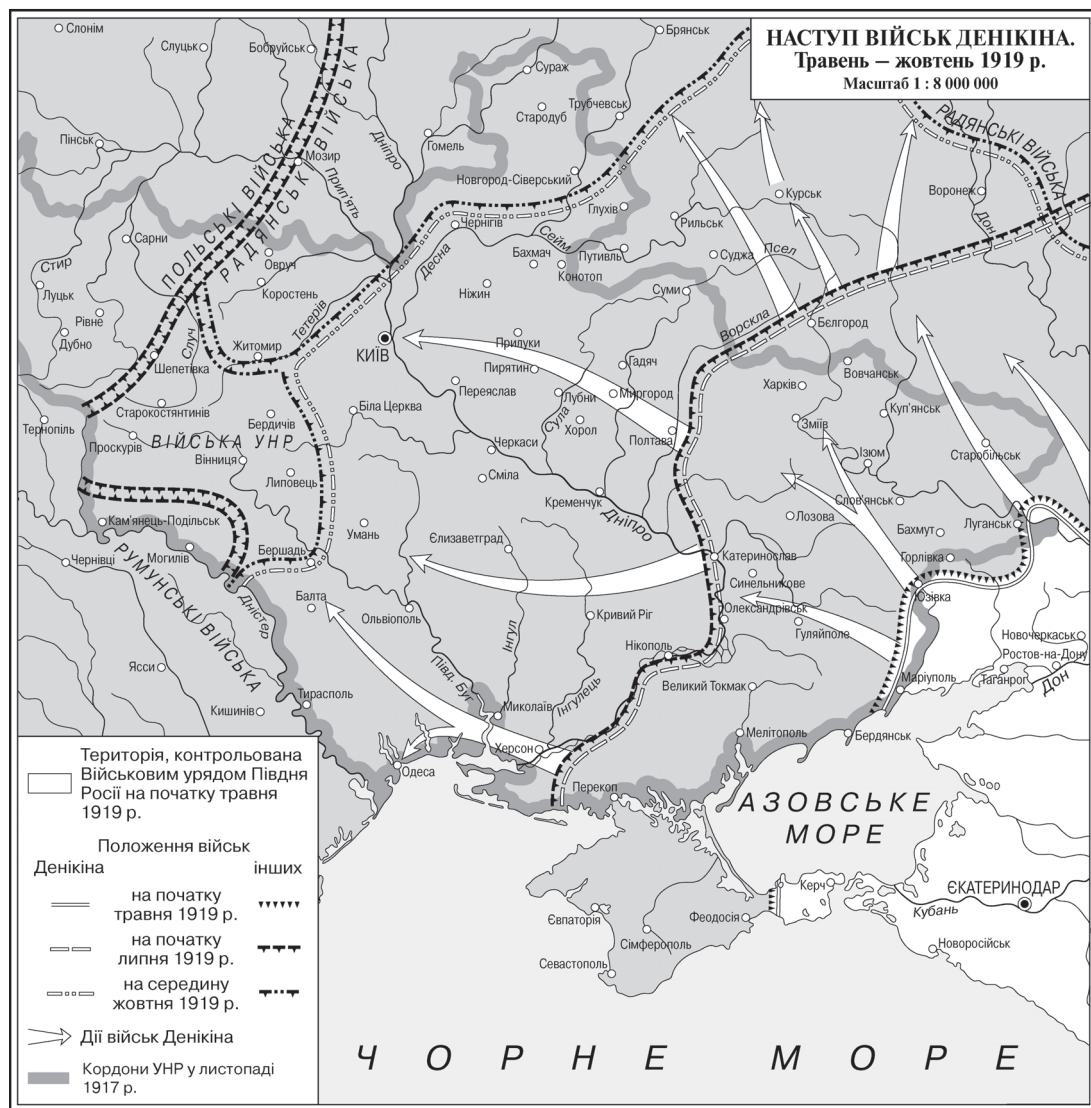 НАСТУП ВІЙСЬК ДЕНІКІНА.
Травень – жовтень 1919 р.
Масштаб 1 : 8 000 000
Слонім
Слуцьк
Бобруйськ
Брянськ
Сураж
Стародуб
Трубчевськ
Дніпро
Гомель
Пінськ
Мозир
Прип'ять
ПОЛЬСЬКІ ВІЙСЬКА
РАДЯНСЬКІ ВІЙСЬКА
РАДЯНСЬКІ ВІЙСЬКА
Новгород-Сіверський
Курськ
Воронеж
Дон
Глухів
Рильськ
Чернігів
Сейм
Сарни
Стир
Овруч
Десна
Бахмач
Конотоп
Путивль
Суджа
Псел
Луцьк
Коростень
Ніжин
Суми
Рівне
Дубно
Случ
Житомир
Тетерів
КИЇВ
Прилуки
Ворскла
Бєлгород
Шепетівка
Пирятин
Гадяч
Вовчанськ
Старокостянтинів
Переяслав
Лубни
Миргород
Харків
Тернопіль
Бердичів
Біла Церква
Сула
Хорол
Зміїв
Куп'янськ
Проскурів
ВІЙСЬКА УНР
Полтава
Вінниця
Черкаси
Ізюм
Старобільськ
Липовець
Сміла
Кременчук
Слов'янськ
Кам'янець-Подільськ
Умань
Дніпро
Лозова
Бахмут
Луганськ
Чернівці
Могилів
Бершадь
Єлизаветград
Катеринослав
Горлівка
РУМУНСЬКІ ВІЙСЬКА
Синельникове
Юзівка
Балта
Дністер
Ольвіополь
Кривий Ріг
Олександрівськ
Гуляйполе
Новочеркаськ
Інгул
Нікополь
Ростов-на-Дону
Ясси
Півд. Буг
Інгулець
Великий Токмак
Маріуполь
Таганрог
Дон
Кишинів
Тирасполь
Миколаїв
Мелітополь
Бердянськ
Херсон
Одеса
Перекоп
АЗОВСЬКЕ
МОРЕ
Керч
ЄКАТЕРИНОДАР
Кубань
Євпаторія
Феодосія
Сімферополь
Новоросійськ
Севастополь
ЧОРНЕ МОРЕ
Територія, контрольована
Військовим урядом Півдня
Росії на початку травня
1919 р.
Положення військ
Денікіна
інших
на початку
травня 1919 р.
на початку
липня 1919 р.
на середину
жовтня 1919 р.
Дії військ Денікіна
Кордони УНР у листопаді
1917 р.